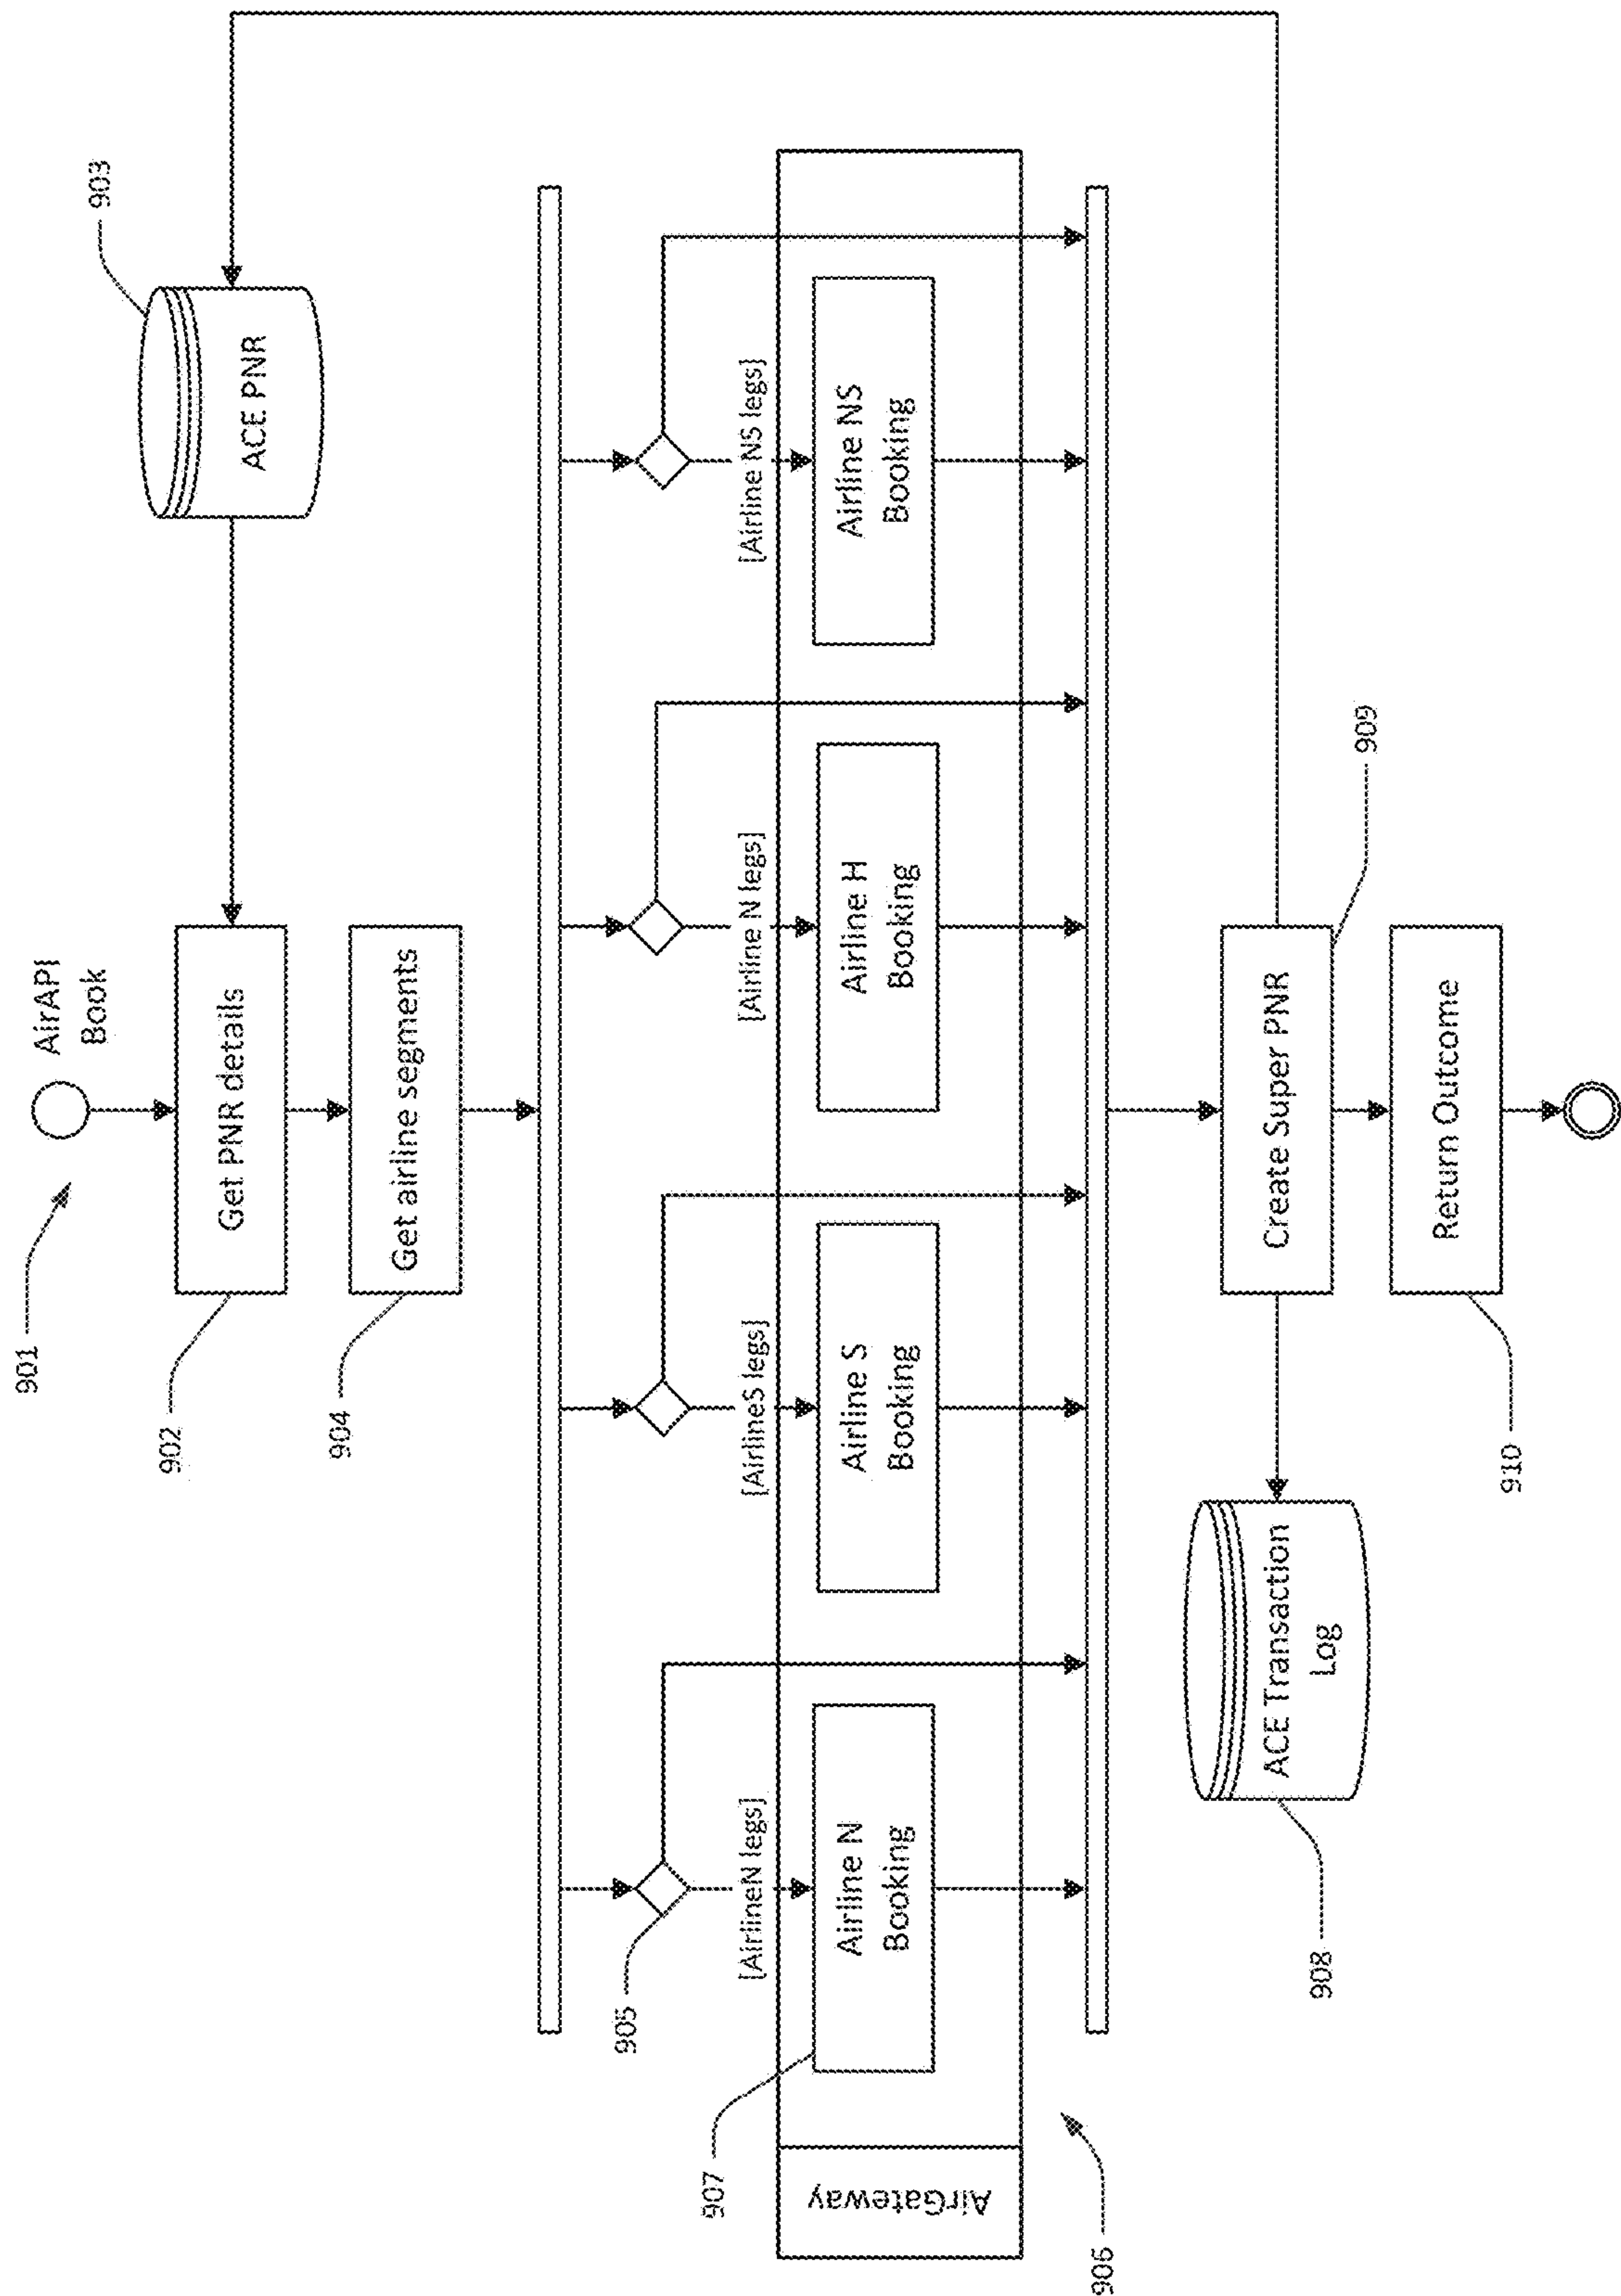 901
AirAPI
Book
903
902
Get PNR details
ACE PNR
904
Get airline segments
905
[AirlineN legs]
[AirlineS legs]
[Airline N legs]
[Airline NS legs]
907
Airline N
Booking
Airline S
Booking
Airline H
Booking
Airline NS
Booking
AirGateway
906
908
ACE Transaction
Log
Create Super PNR
909
910
Return Outcome